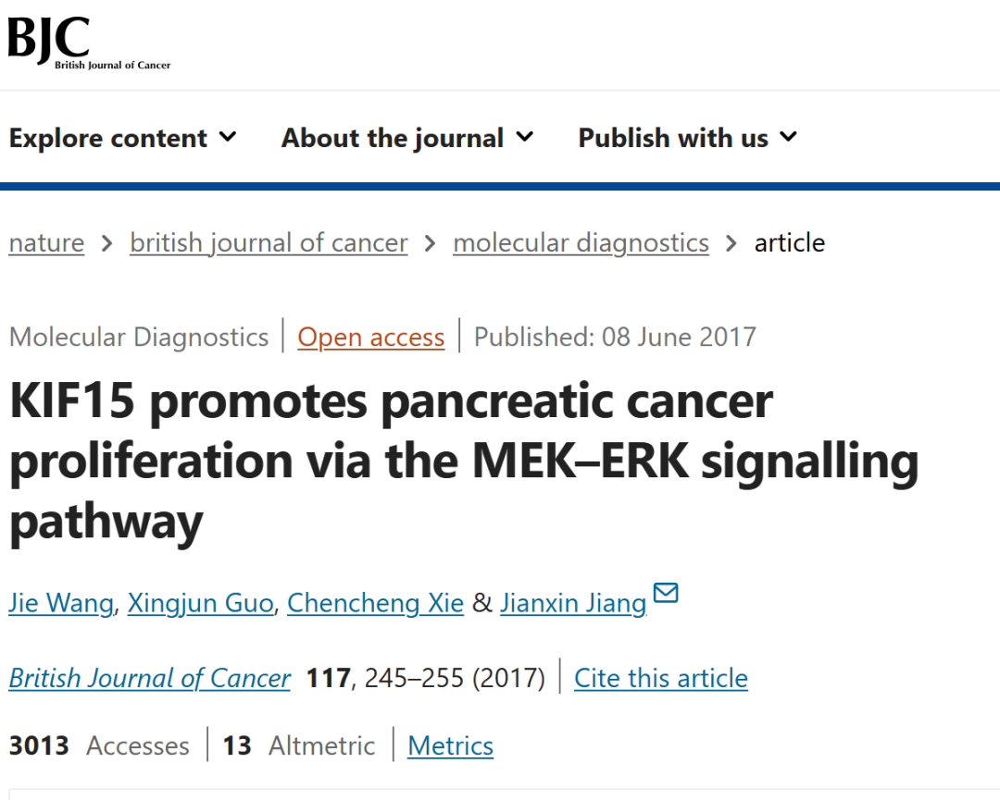 BJC
British Journal of Cancer
Explore content About the journal Publish with us
nature > british journal of cancer > molecular diagnostics > article
Molecular Diagnostics | Open access | Published: 08 June 2017
KIF15 promotes pancreatic cancer
proliferation via the MEK–ERK signalling
pathway
Jie Wang, Xingjun Guo, Chencheng Xie & Jianxin Jiang
British Journal of Cancer 117, 245–255 (2017) | Cite this article
3013 Accesses | 13 Altmetric | Metrics